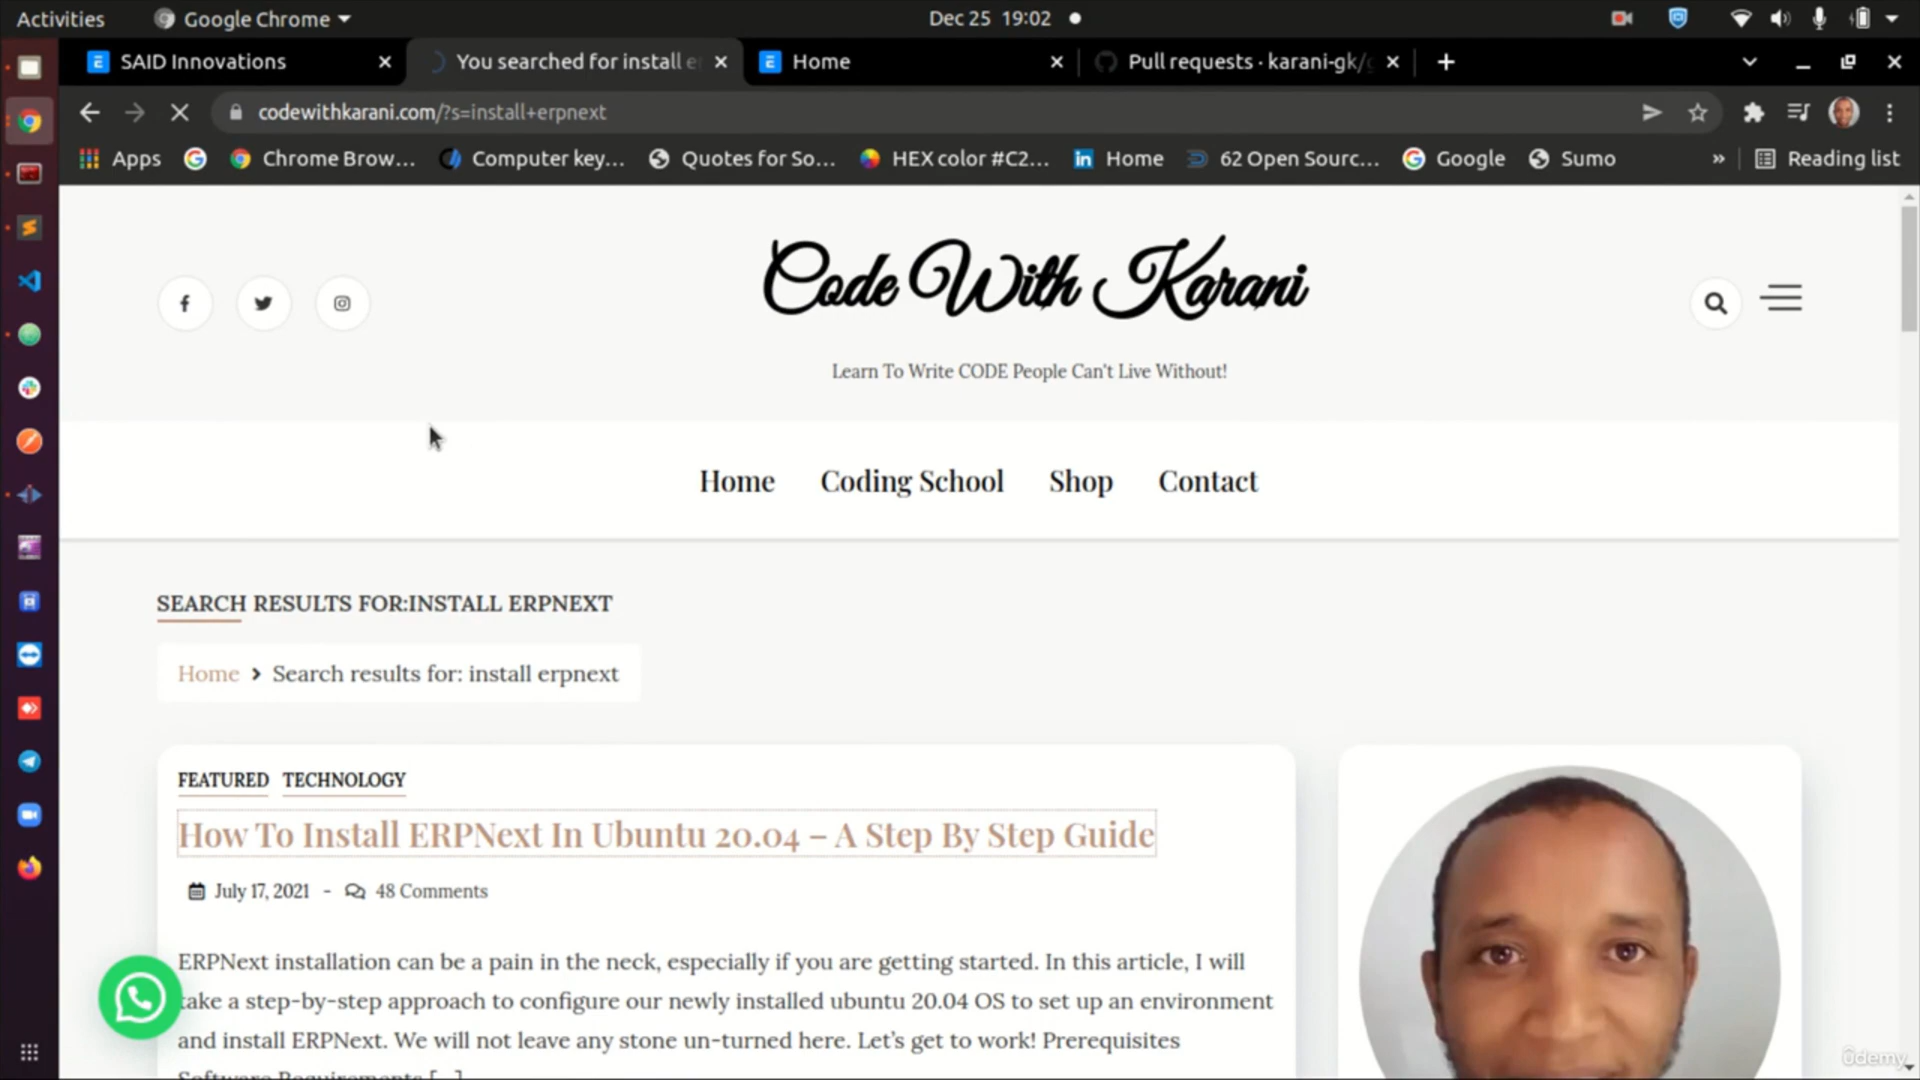 Activities
Google Chrome
Dec 25 19:02
SAID Innovations
You searched for install e
Home
Pull requests · karani-gk/
codewithkarani.com/?s=install+erpnext
Apps
Chrome Brow...
Computer key...
Quotes for So...
HEX color #C2...
Home
62 Open Sourc...
Google
Sumo
Reading list
Code With Karani
Learn To Write CODE People Can't Live Without!
Home
Coding School
Shop
Contact
SEARCH RESULTS FOR:INSTALL ERPNEXT
Home > Search results for: install erpnext
FEATURED TECHNOLOGY
How To Install ERPNext In Ubuntu 20.04 – A Step By Step Guide
July 17, 2021 - 48 Comments
ERPNext installation can be a pain in the neck, especially if you are getting started. In this article, I will
take a step-by-step approach to configure our newly installed ubuntu 20.04 OS to set up an environment
and install ERPNext. We will not leave any stone un-turned here. Let's get to work! Prerequisites
Software Requirements [...]
ûdemy